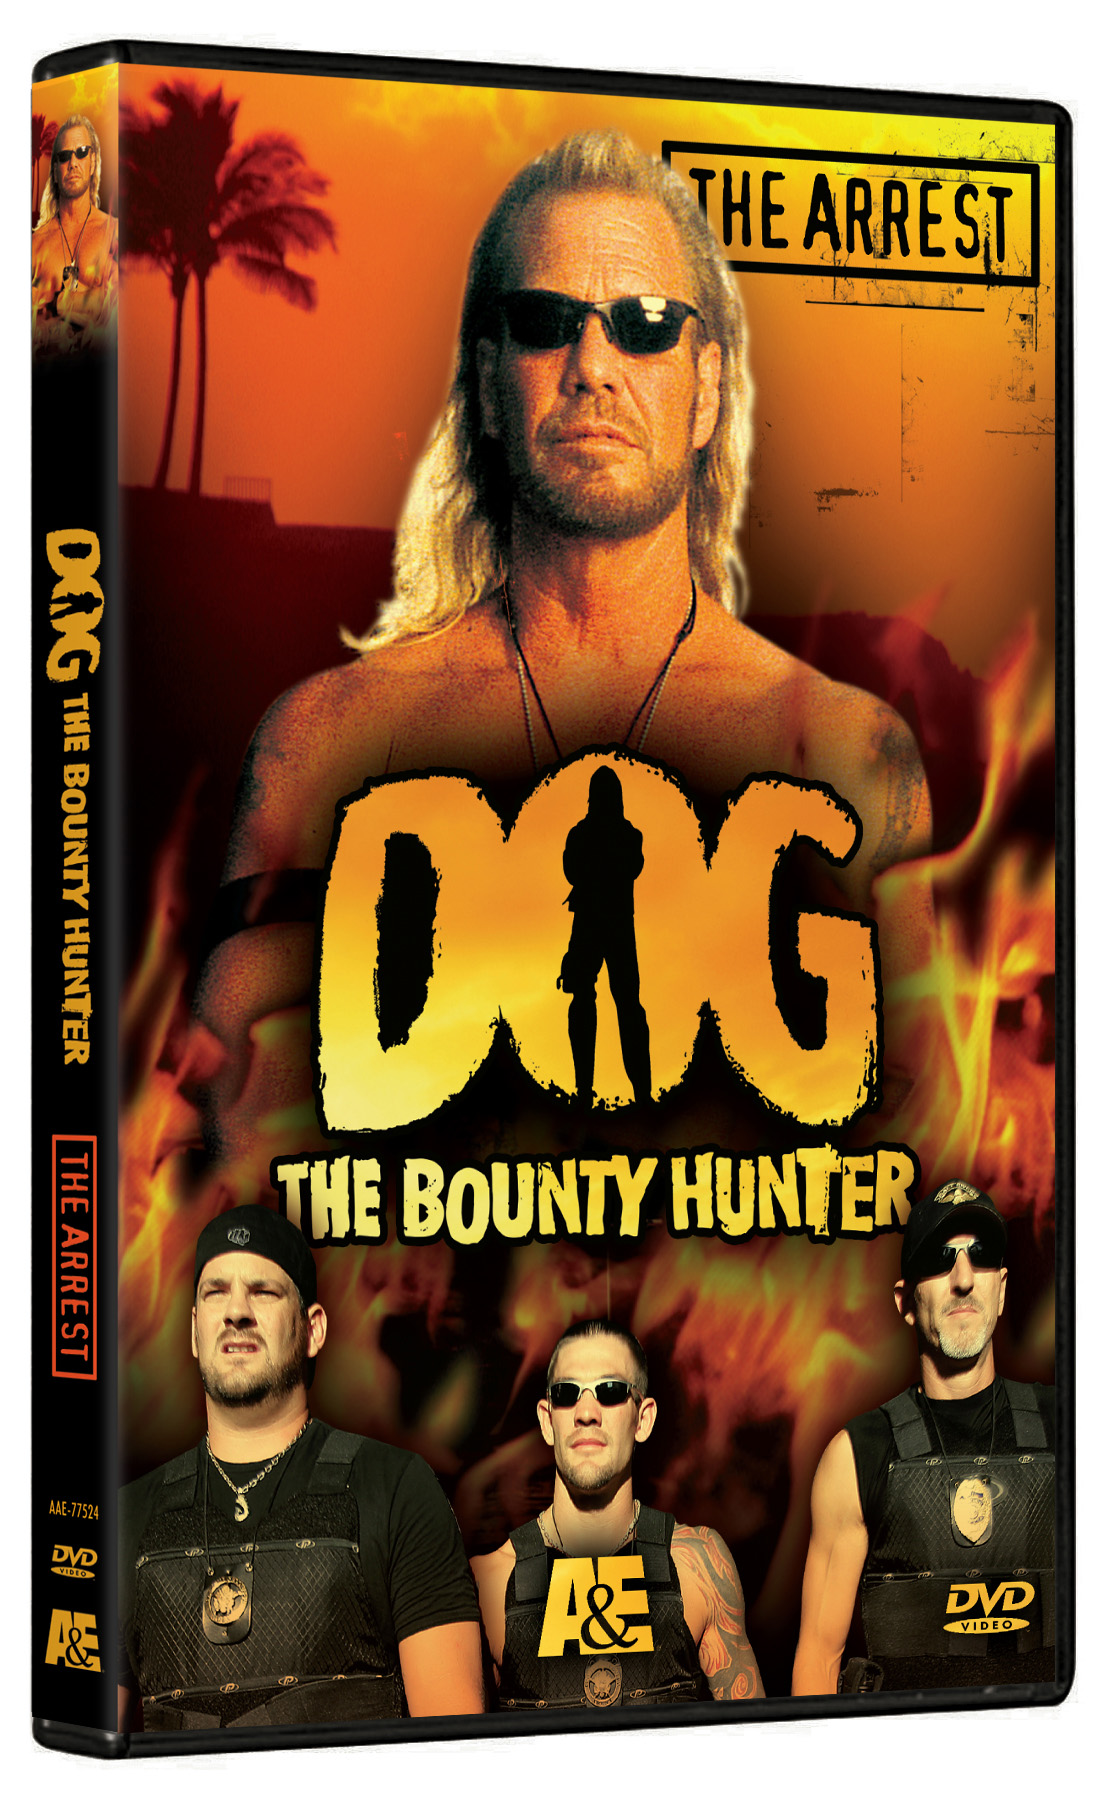 THE ARREST
DOG
THE BOUNTY HUNTER
A&E
DVD
VIDEO
DOG THE BOUNTY HUNTER
THE ARREST
AAE-77524
DVD
VIDEO
A&E